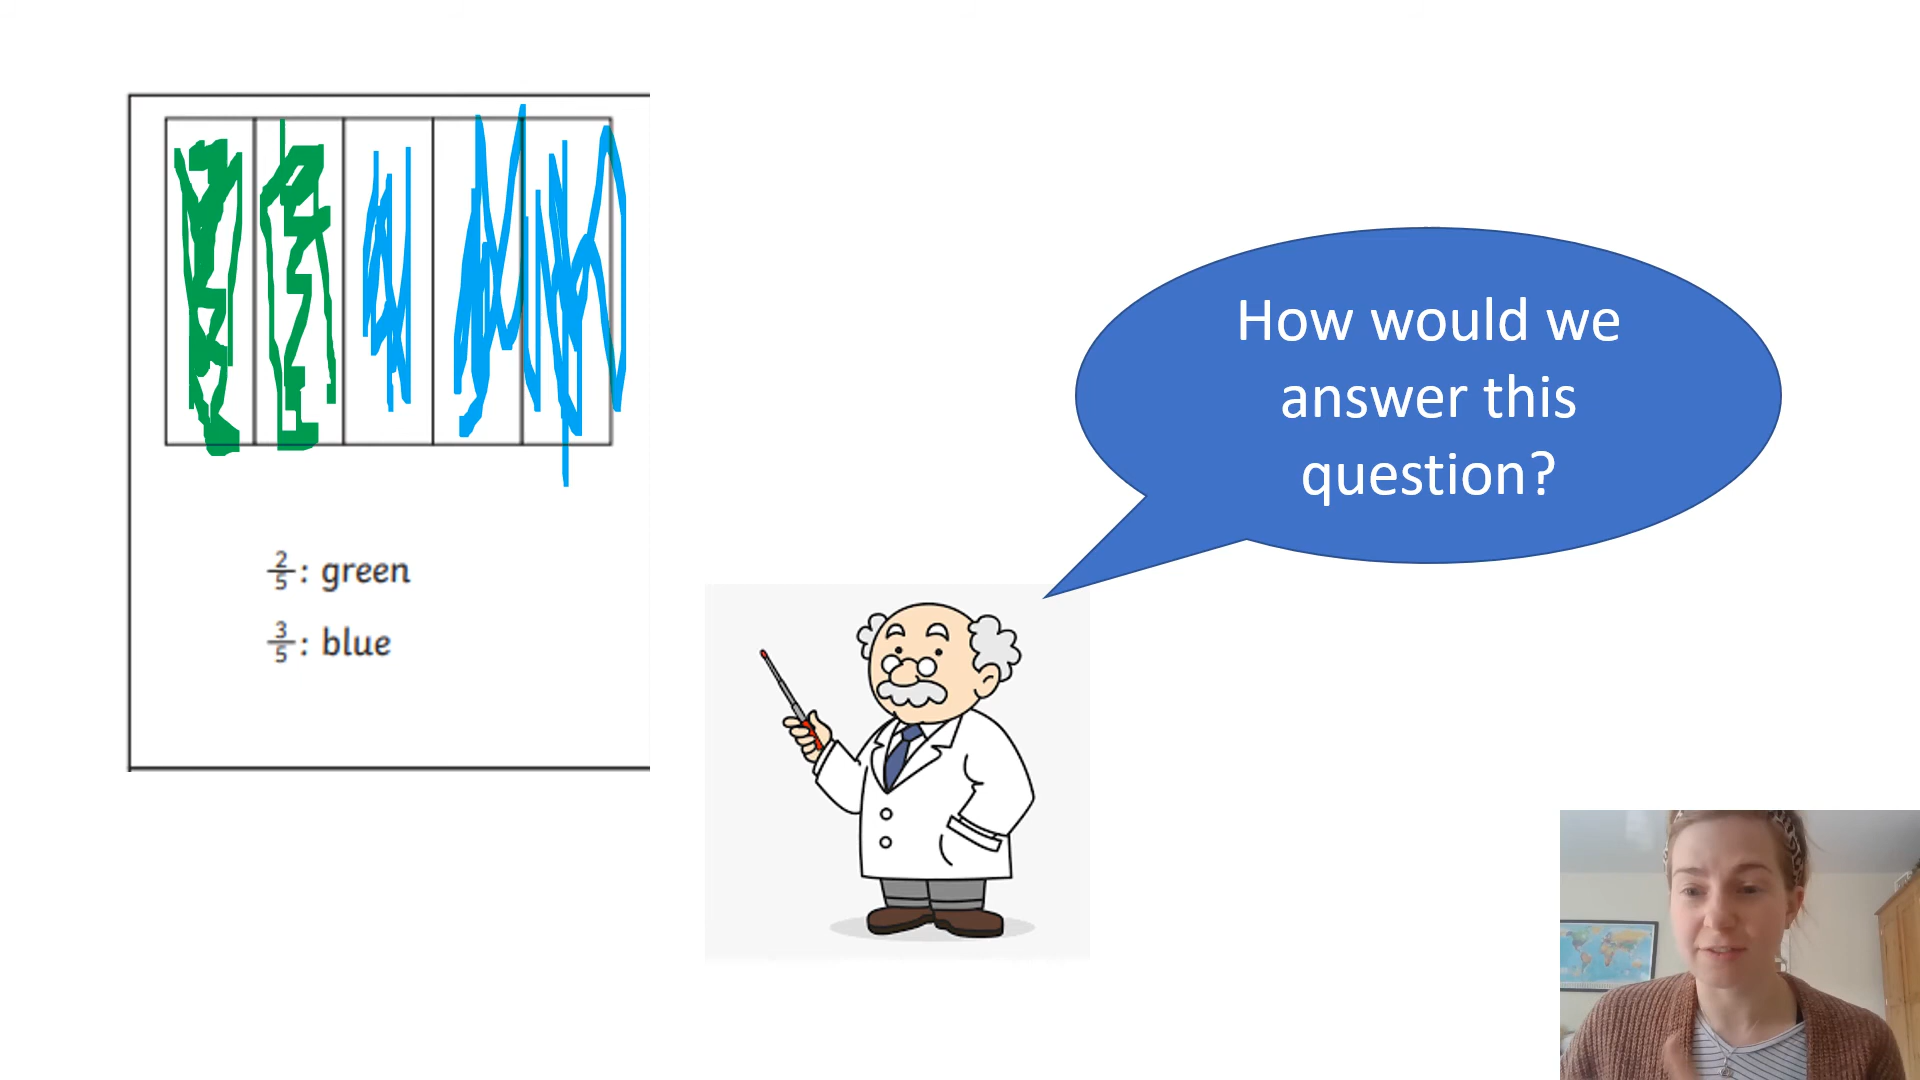 2/5 : green
3/5 : blue
How would we
answer this
question?